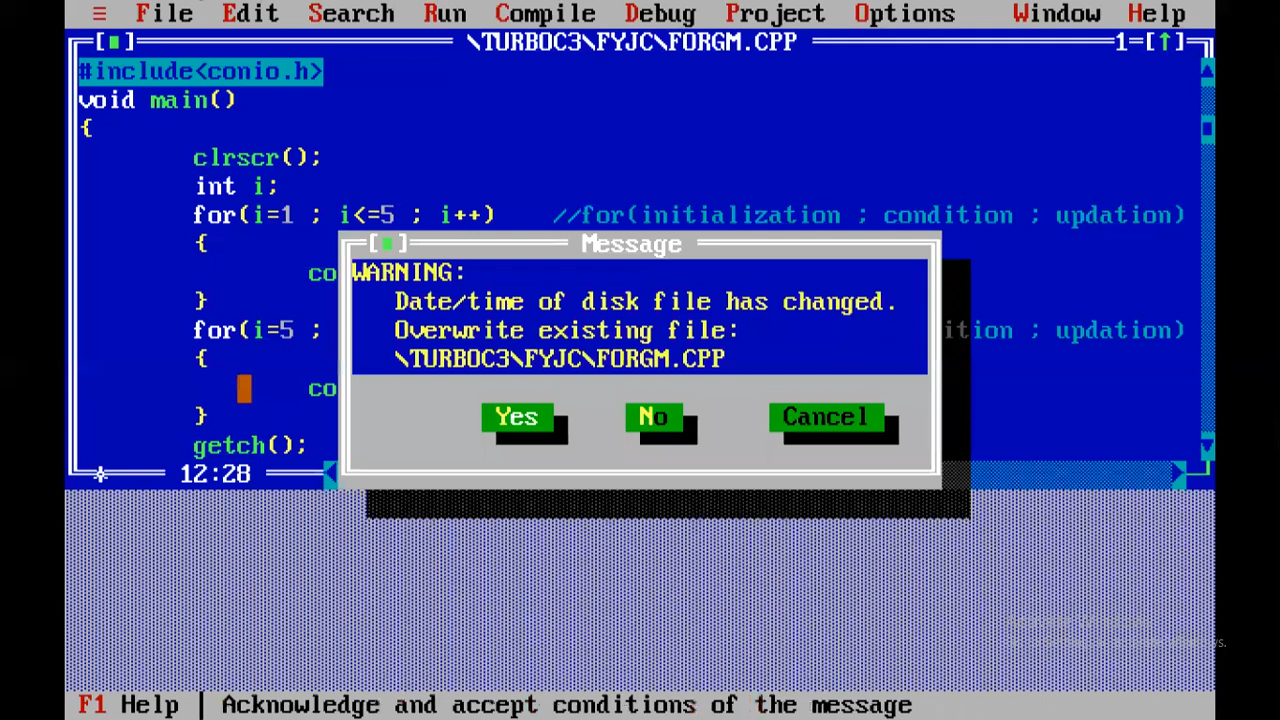 ≡ File Edit Search Run Compile Debug Project Options Window Help
[■] \TURBOC3\FYJC\FORGM.CPP 1=[↑]
#include<conio.h>
void main()
{
clrscr();
int i;
for(i=1 ; i<=5 ; i++) //for(initialization ; condition ; updation)
{
[■] Message
co
WARNING:
}
Date/time of disk file has changed.
for(i=5 ;
Overwrite existing file:
ition ; updation)
{
\TURBOC3\FYJC\FORGM.CPP
co
}
Yes No Cancel
getch();
12:28
F1 Help │ Acknowledge and accept conditions of the message